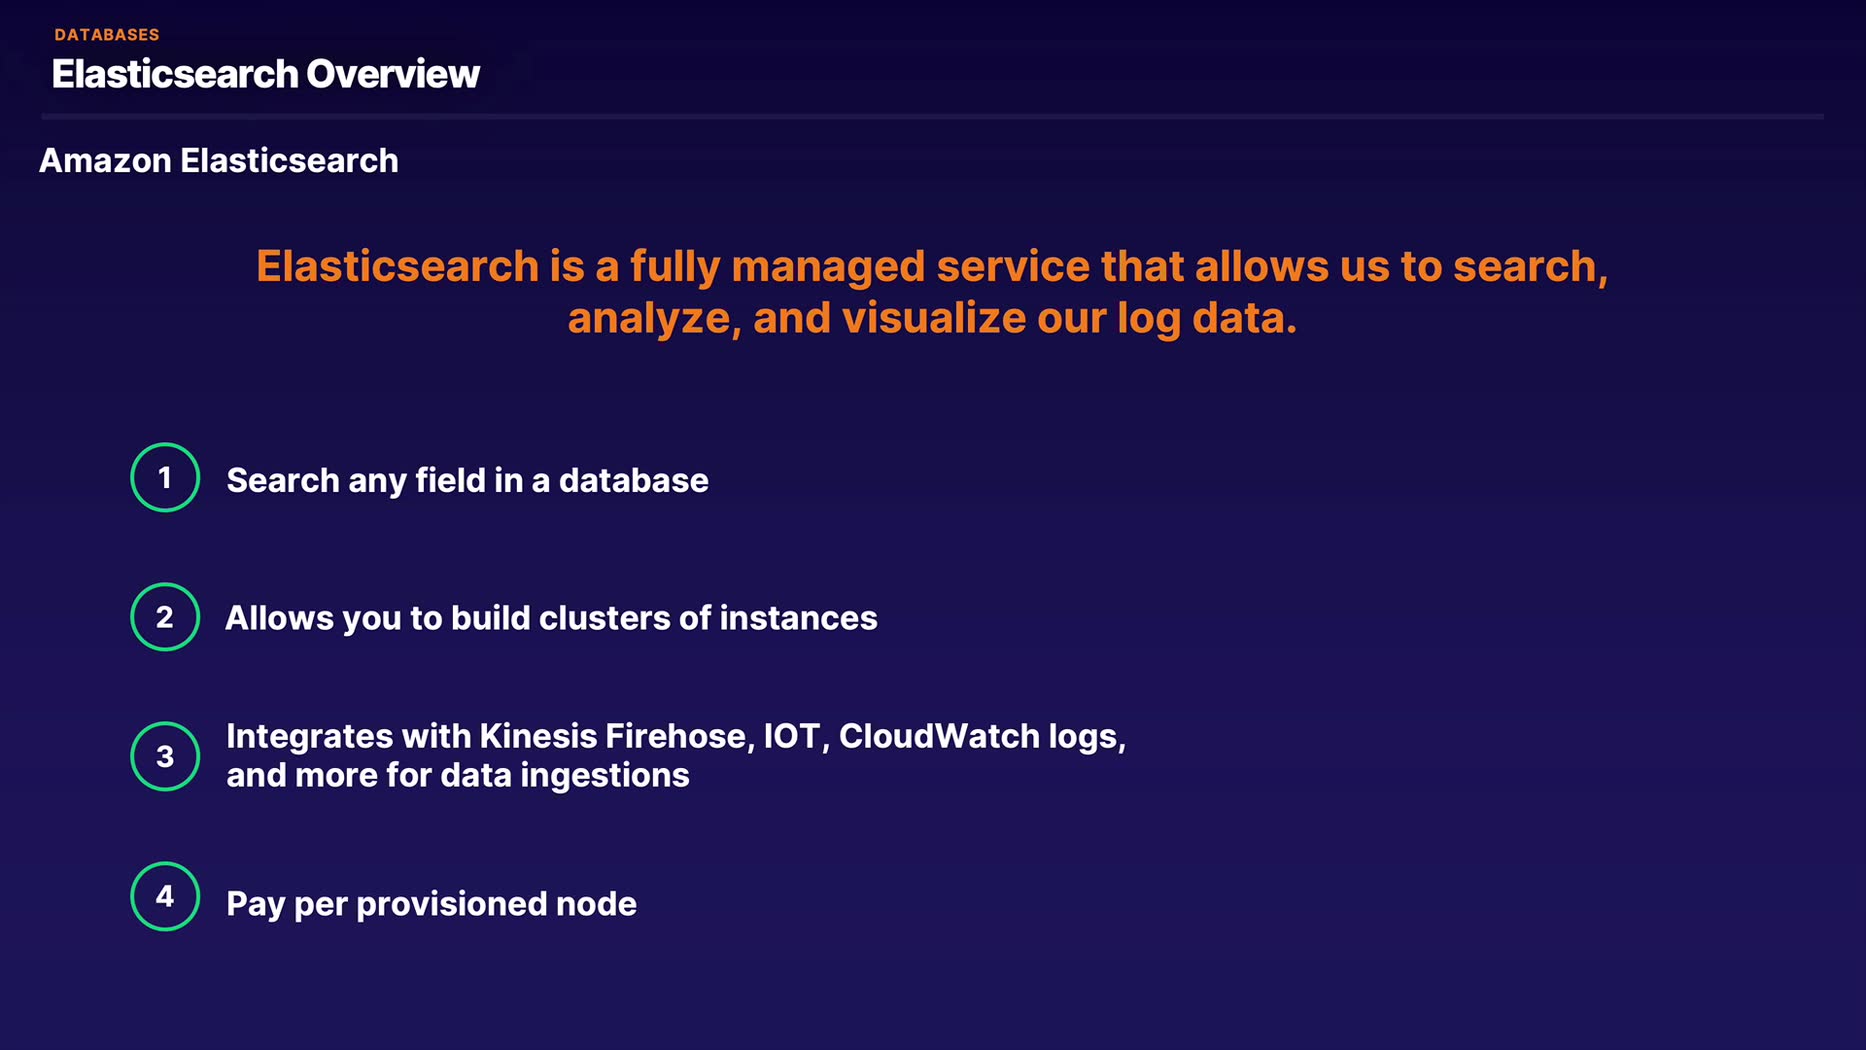 DATABASES
Elasticsearch Overview
Amazon Elasticsearch
Elasticsearch is a fully managed service that allows us to search,
analyze, and visualize our log data.
1 Search any field in a database
2 Allows you to build clusters of instances
3 Integrates with Kinesis Firehose, IOT, CloudWatch logs,
and more for data ingestions
4 Pay per provisioned node